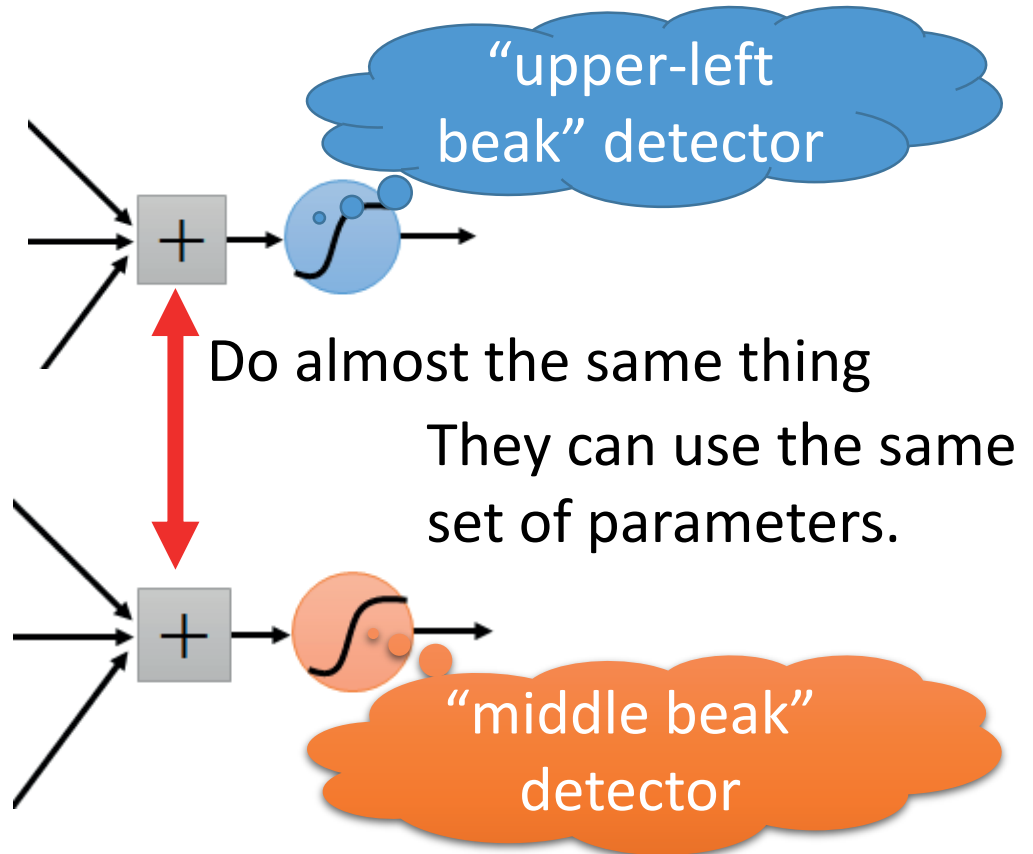 “upper-left
beak” detector
+
Do almost the same thing
They can use the same
set of parameters.
+
“middle beak”
detector